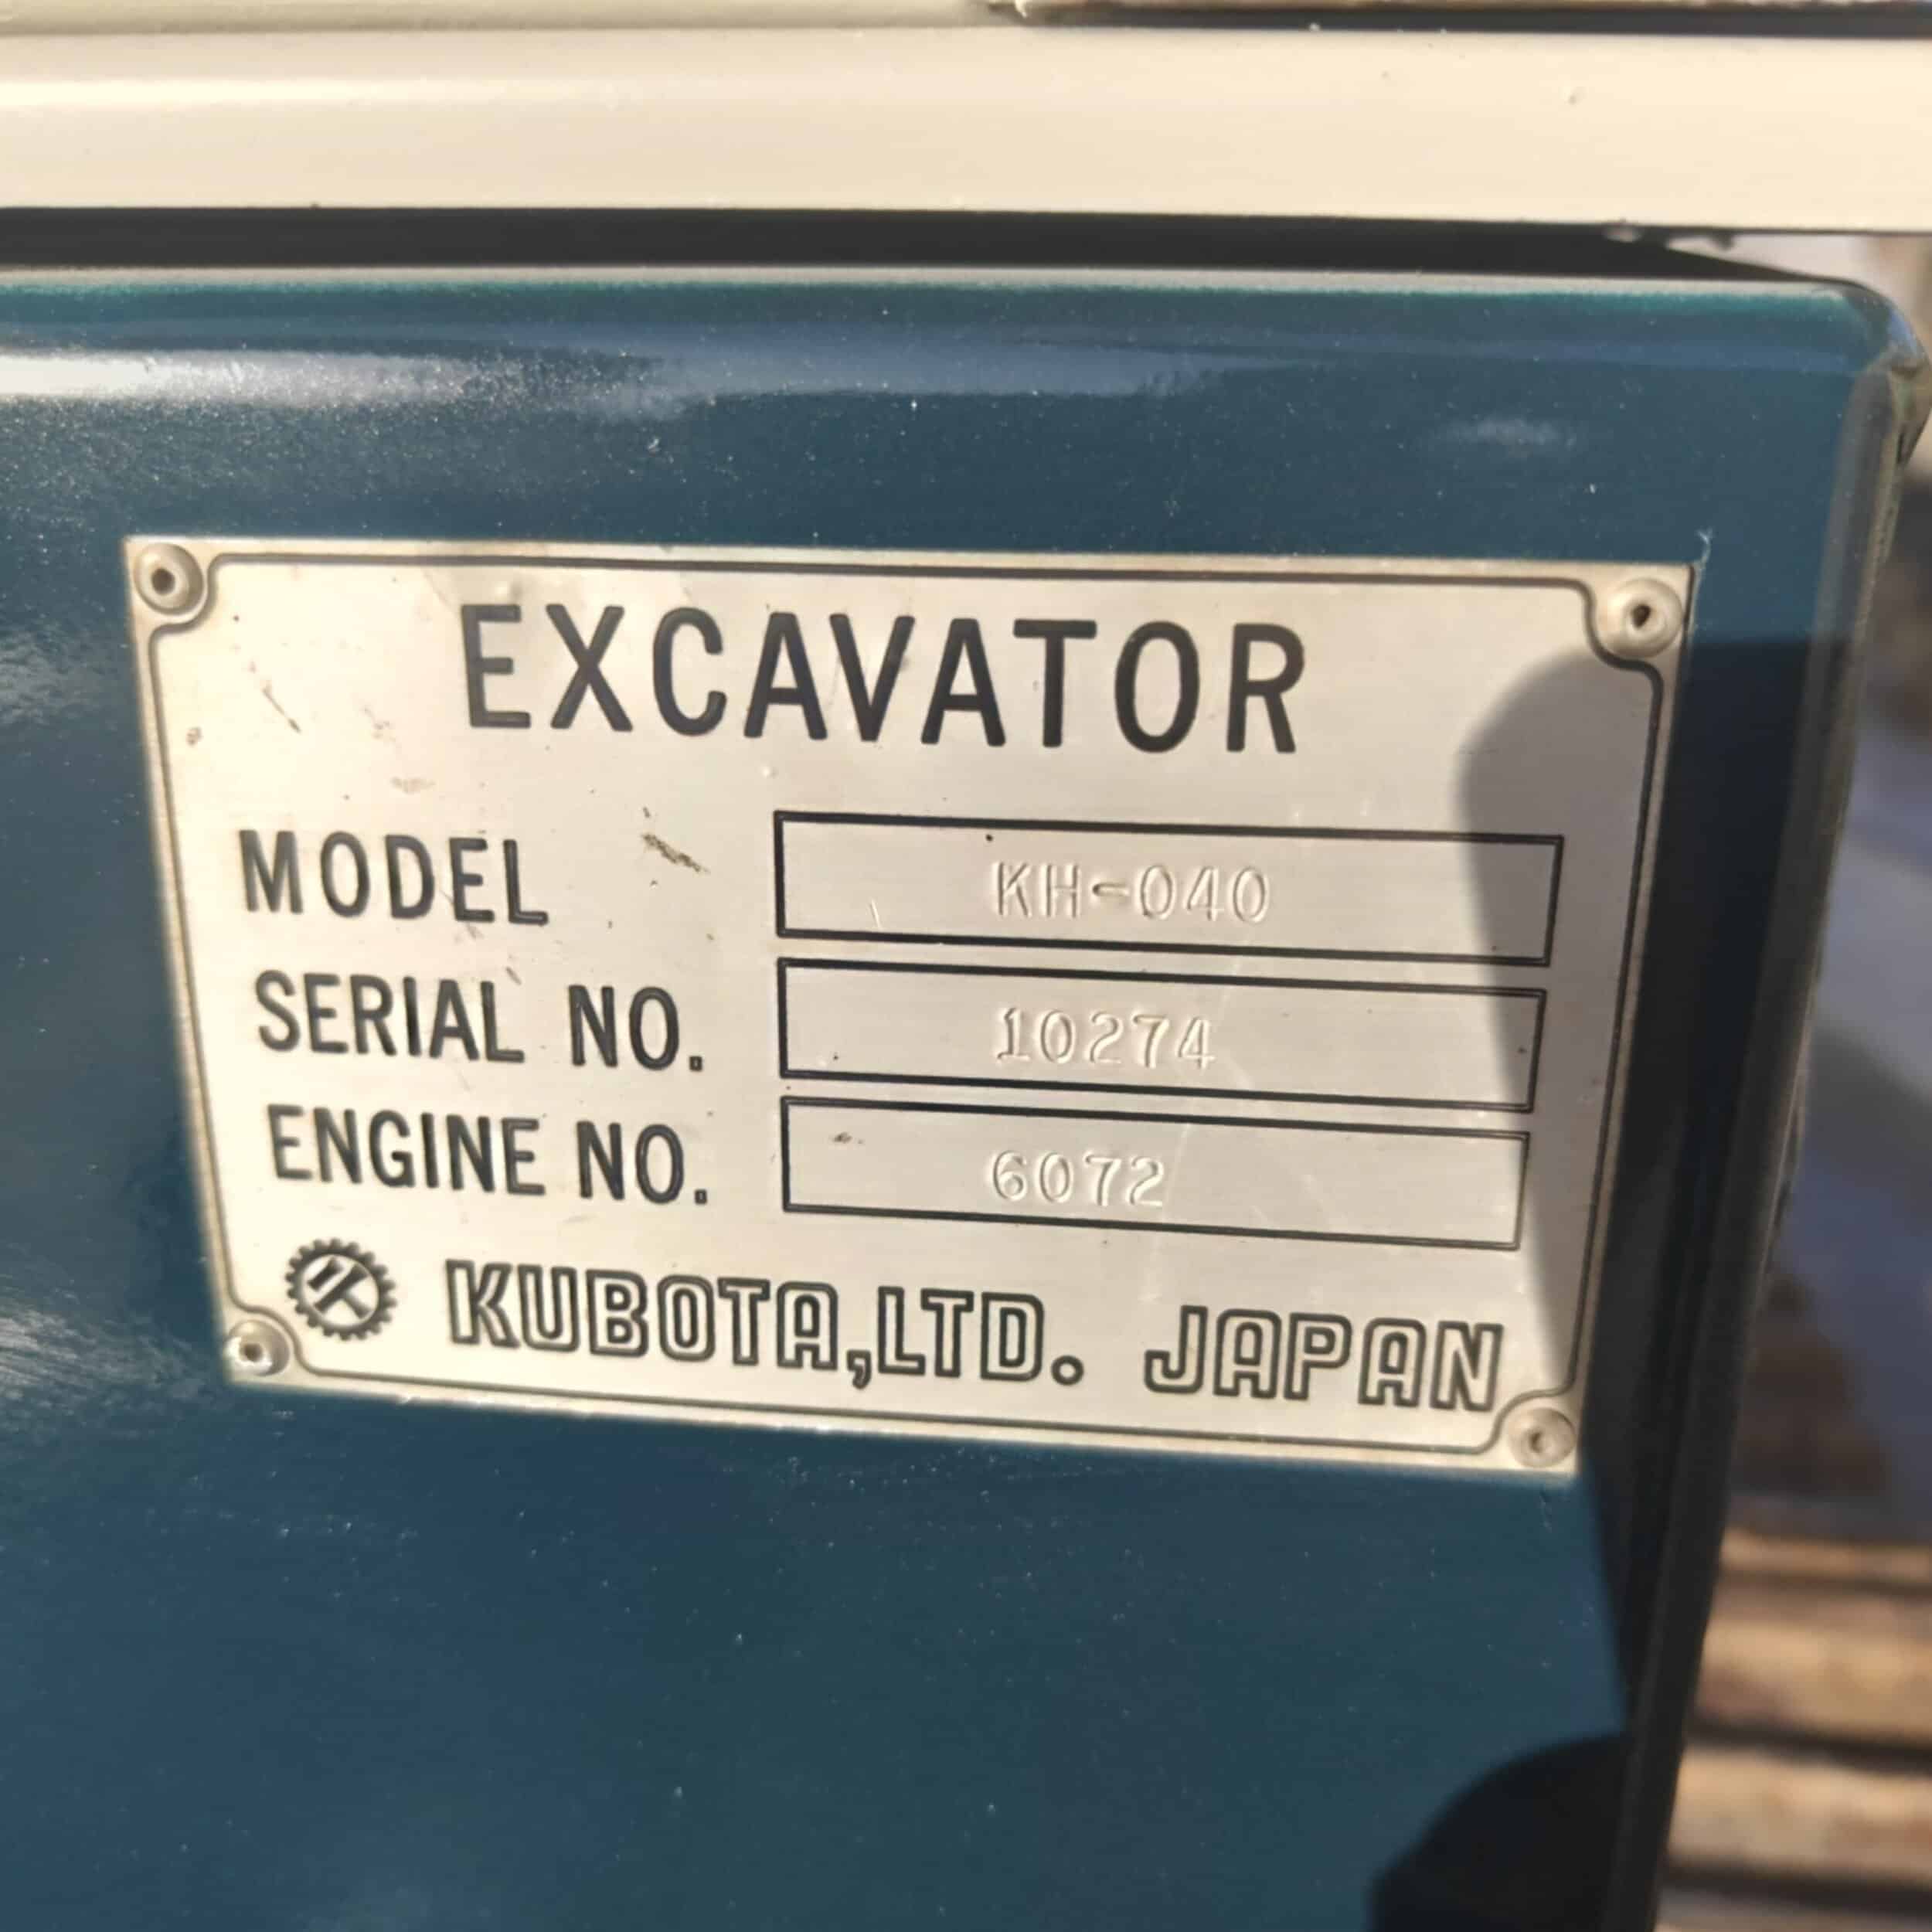 EXCAVATOR
MODEL KH-040
SERIAL NO. 10274
ENGINE NO. 6072
KUBOTA,LTD. JAPAN